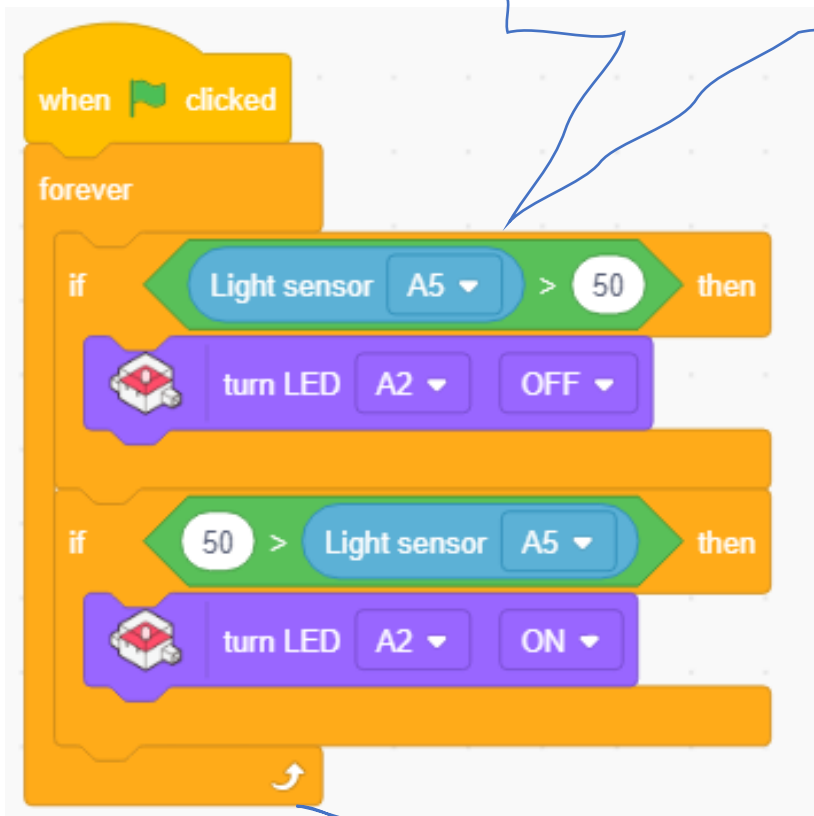 when clicked
forever
if Light sensor A5 > 50 then
turn LED A2 OFF
if 50 > Light sensor A5 then
turn LED A2 ON